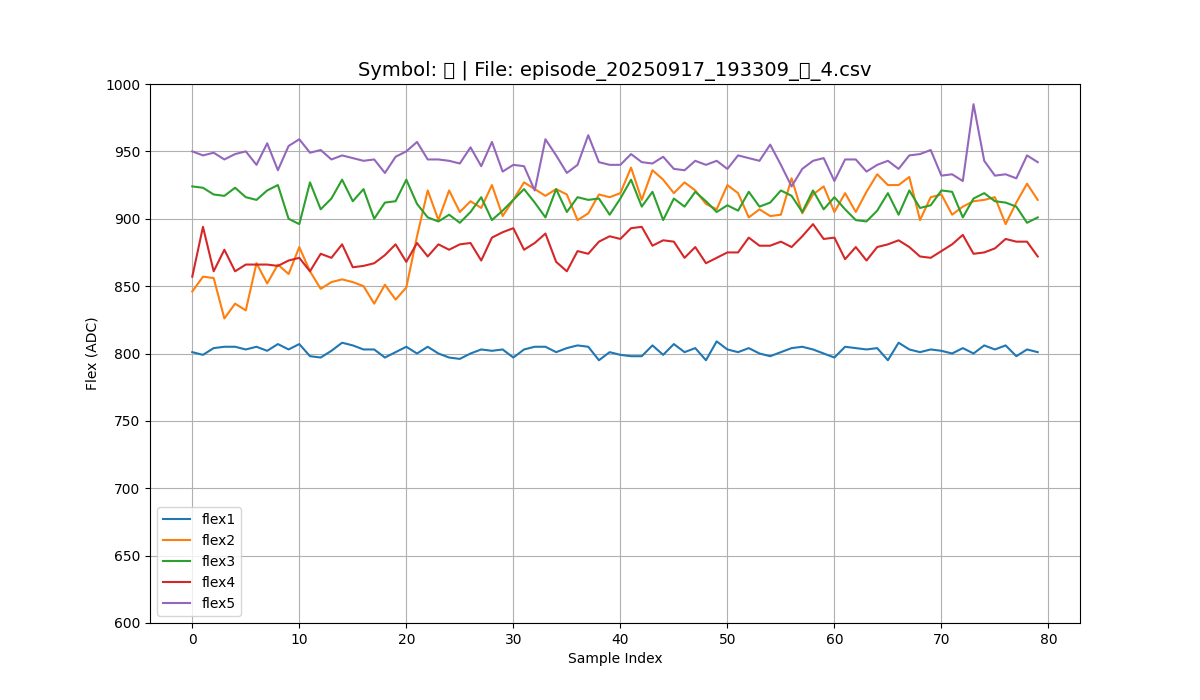 Symbol: ▯ | File: episode_20250917_193309_▯_4.csv
1000
950
900
850
800
750
700
650
600
Flex (ADC)
flex1
flex2
flex3
flex4
flex5
0 10 20 30 40 50 60 70 80
Sample Index